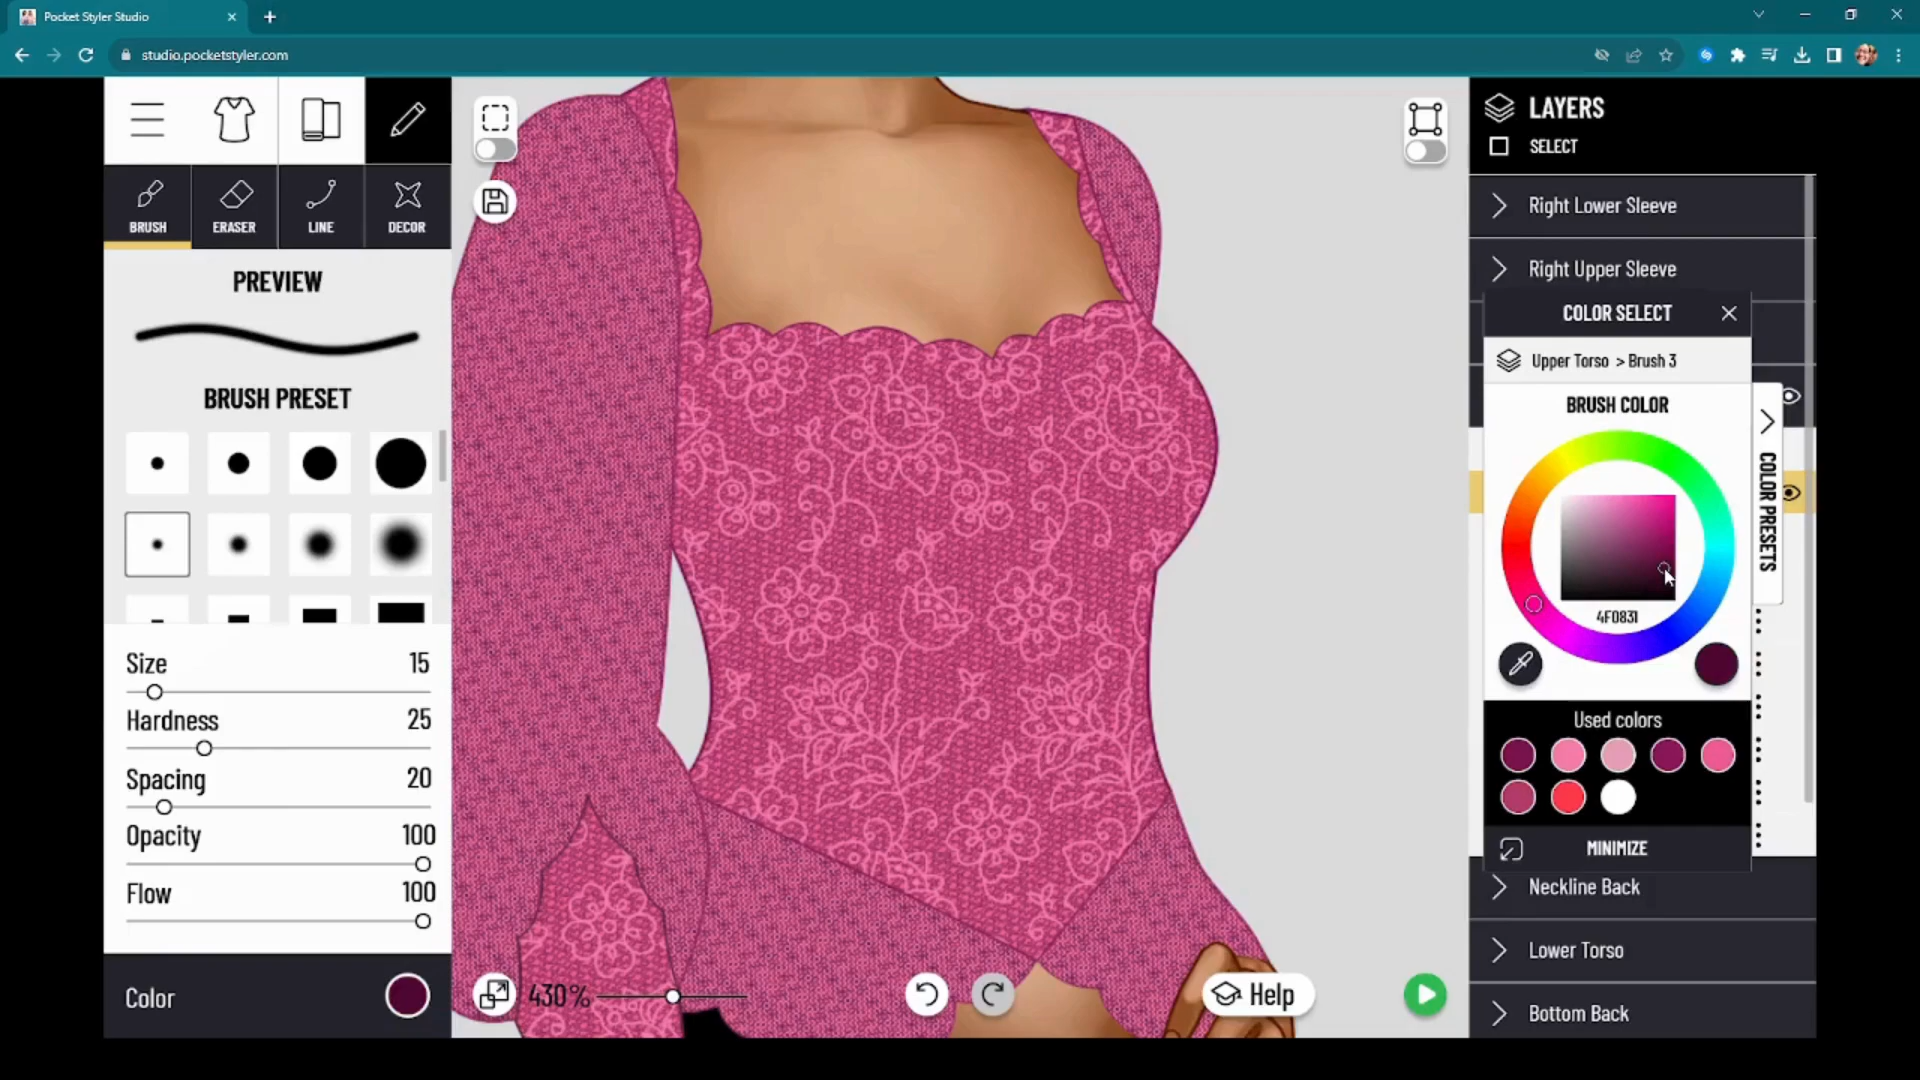 Pocket Styler Studio
studio.pocketstyler.com
BRUSH
ERASER
LINE
DECOR
PREVIEW
BRUSH PRESET
Size 15
Hardness 25
Spacing 20
Opacity 100
Flow 100
Color
430%
Help
LAYERS
SELECT
Right Lower Sleeve
Right Upper Sleeve
COLOR SELECT
Upper Torso > Brush 3
BRUSH COLOR
4F0831
COLOR PRESETS
Used colors
MINIMIZE
Neckline Back
Lower Torso
Bottom Back